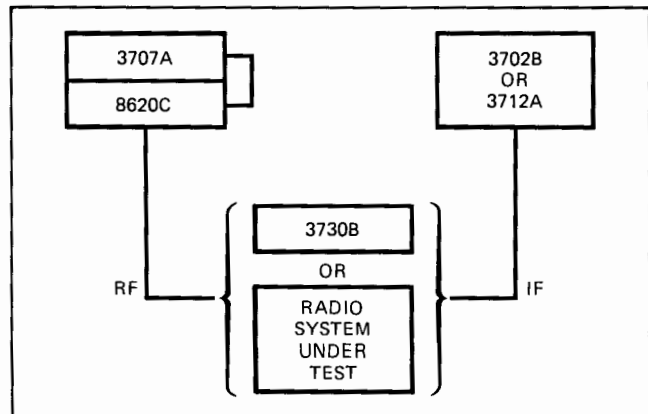 3707A
8620C
3702B
OR
3712A
3730B
OR
RF
IF
RADIO
SYSTEM
UNDER
TEST